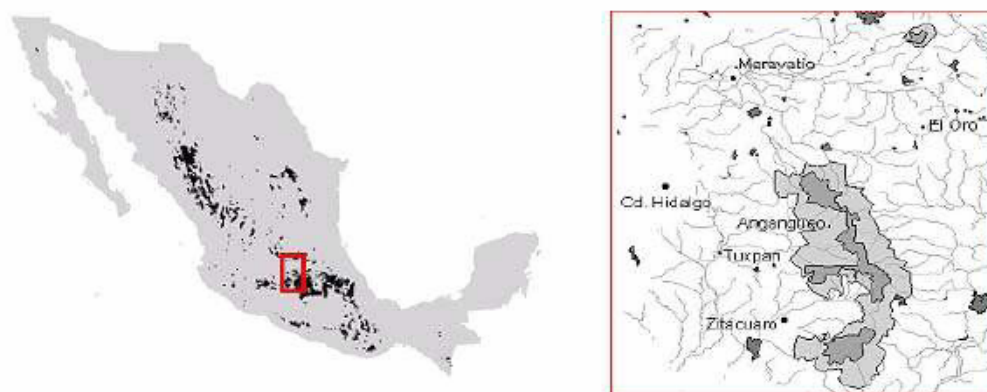 Maravatio
El Oro
Cd. Hidalgo
Angangueo
Tuxpan
Zitacuaro